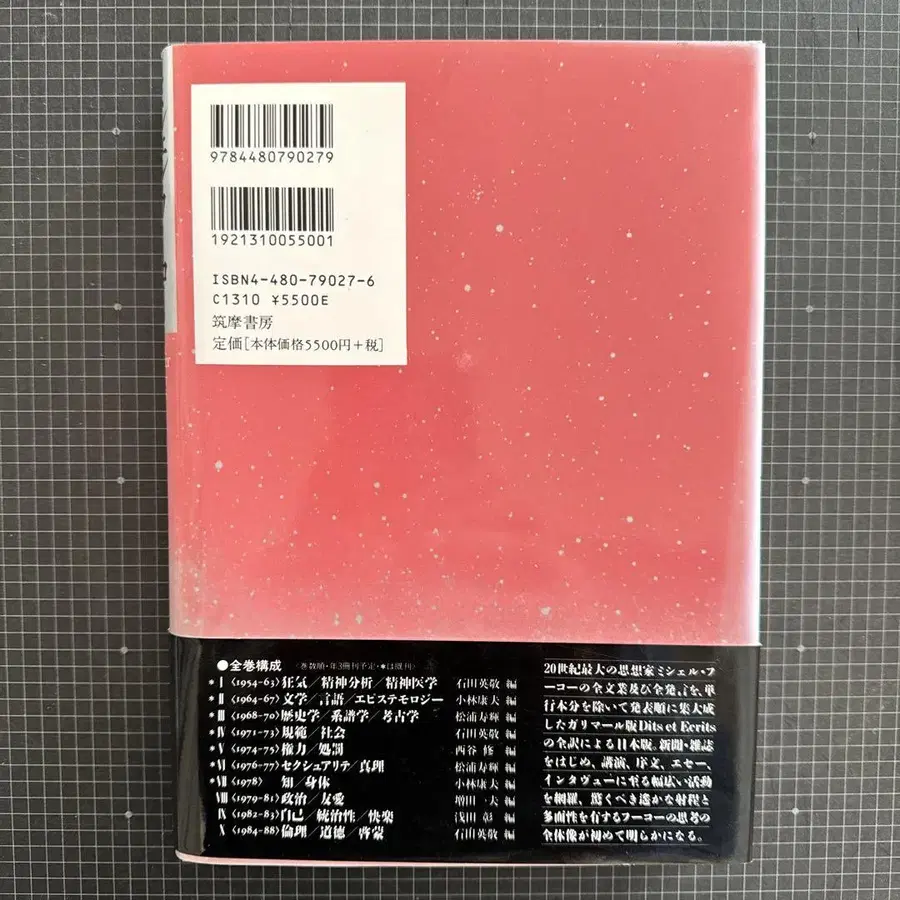 9784480790279
1921310055001
ISBN4-480-79027-6
C1310 ¥5500E
筑摩書房
定価[本体価格5500円+税]
●全巻構成 〈巻数順・年3冊刊予定・*は既刊〉
*Ⅰ〈1954-63〉狂気/精神分析/精神医学 石田英敬 編
*Ⅱ〈1964-67〉文学/言語/エピステモロジー 小林康夫 編
*Ⅲ〈1968-70〉歴史学/系譜学/考古学 松浦寿輝 編
*Ⅳ〈1971-73〉規範/社会 石田英敬 編
*Ⅴ〈1974-75〉権力/処罰 西谷 修 編
*Ⅵ〈1976-77〉セクシュアリテ/真理 松浦寿輝 編
*Ⅶ〈1978〉 知/身体 小林康夫 編
Ⅷ〈1979-81〉政治/友愛 増田一夫 編
Ⅸ〈1982-83〉自己/統治性/快楽 浅田 彰 編
Ⅹ〈1984-88〉倫理/道徳/啓蒙 石田英敬 編
20世紀最大の思想家ミシェル・フ
ーコーの全文業及び全発言を単
行本分を除いて発表順に集大成
したガリマール版Dits et Ecrits
の全訳による日本版。新聞・雑誌
をはじめ、講演、序文、エセー、
インタヴューに至る幅広い活動
を網羅、驚くべき遙かな射程と
多面性を有するフーコーの思考の
全体像が初めて明らかになる。